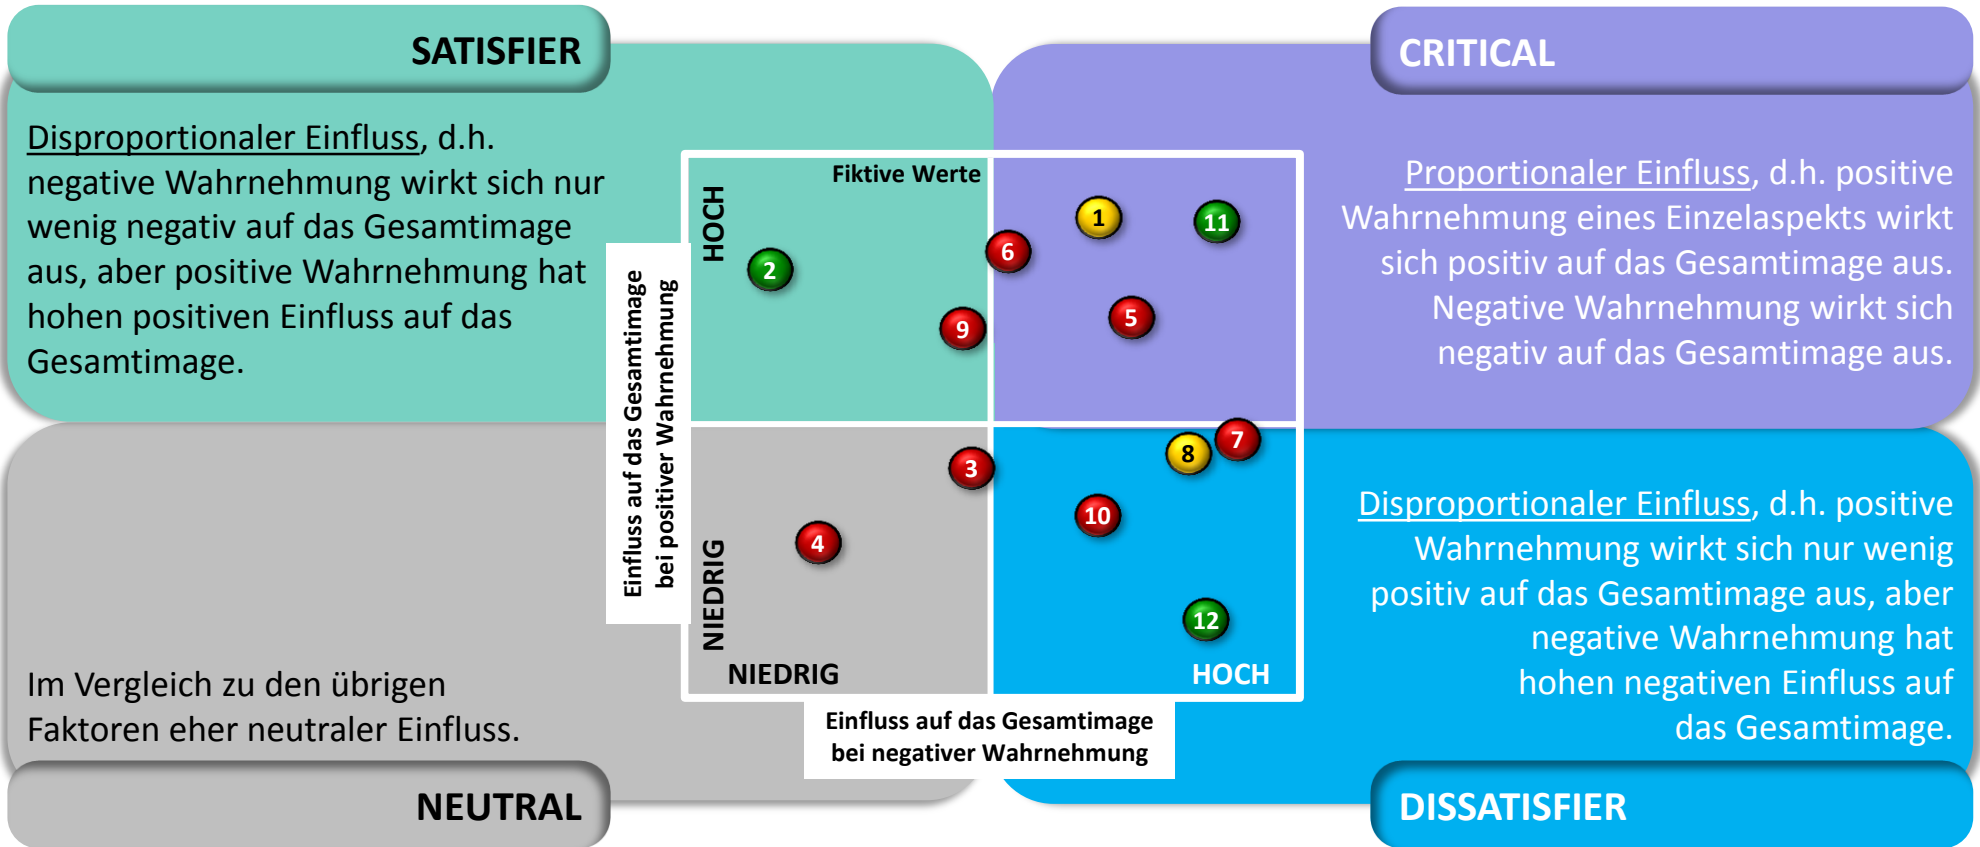 SATISFIER
Disproportionaler Einfluss, d.h.
negative Wahrnehmung wirkt sich nur
wenig negativ auf das Gesamtimage
aus, aber positive Wahrnehmung hat
hohen positiven Einfluss auf das
Gesamtimage.
CRITICAL
Proportionaler Einfluss, d.h. positive
Wahrnehmung eines Einzelaspekts wirkt
sich positiv auf das Gesamtimage aus.
Negative Wahrnehmung wirkt sich
negativ auf das Gesamtimage aus.
Einfluss auf das Gesamtimage
bei positiver Wahrnehmung
HOCH
NIEDRIG
Fiktive Werte
1
11
6
2
5
9
7
8
3
10
4
12
NIEDRIG
HOCH
Einfluss auf das Gesamtimage
bei negativer Wahrnehmung
Im Vergleich zu den übrigen
Faktoren eher neutraler Einfluss.
NEUTRAL
Disproportionaler Einfluss, d.h. positive
Wahrnehmung wirkt sich nur wenig
positiv auf das Gesamtimage aus, aber
negative Wahrnehmung hat
hohen negativen Einfluss auf
das Gesamtimage.
DISSATISFIER